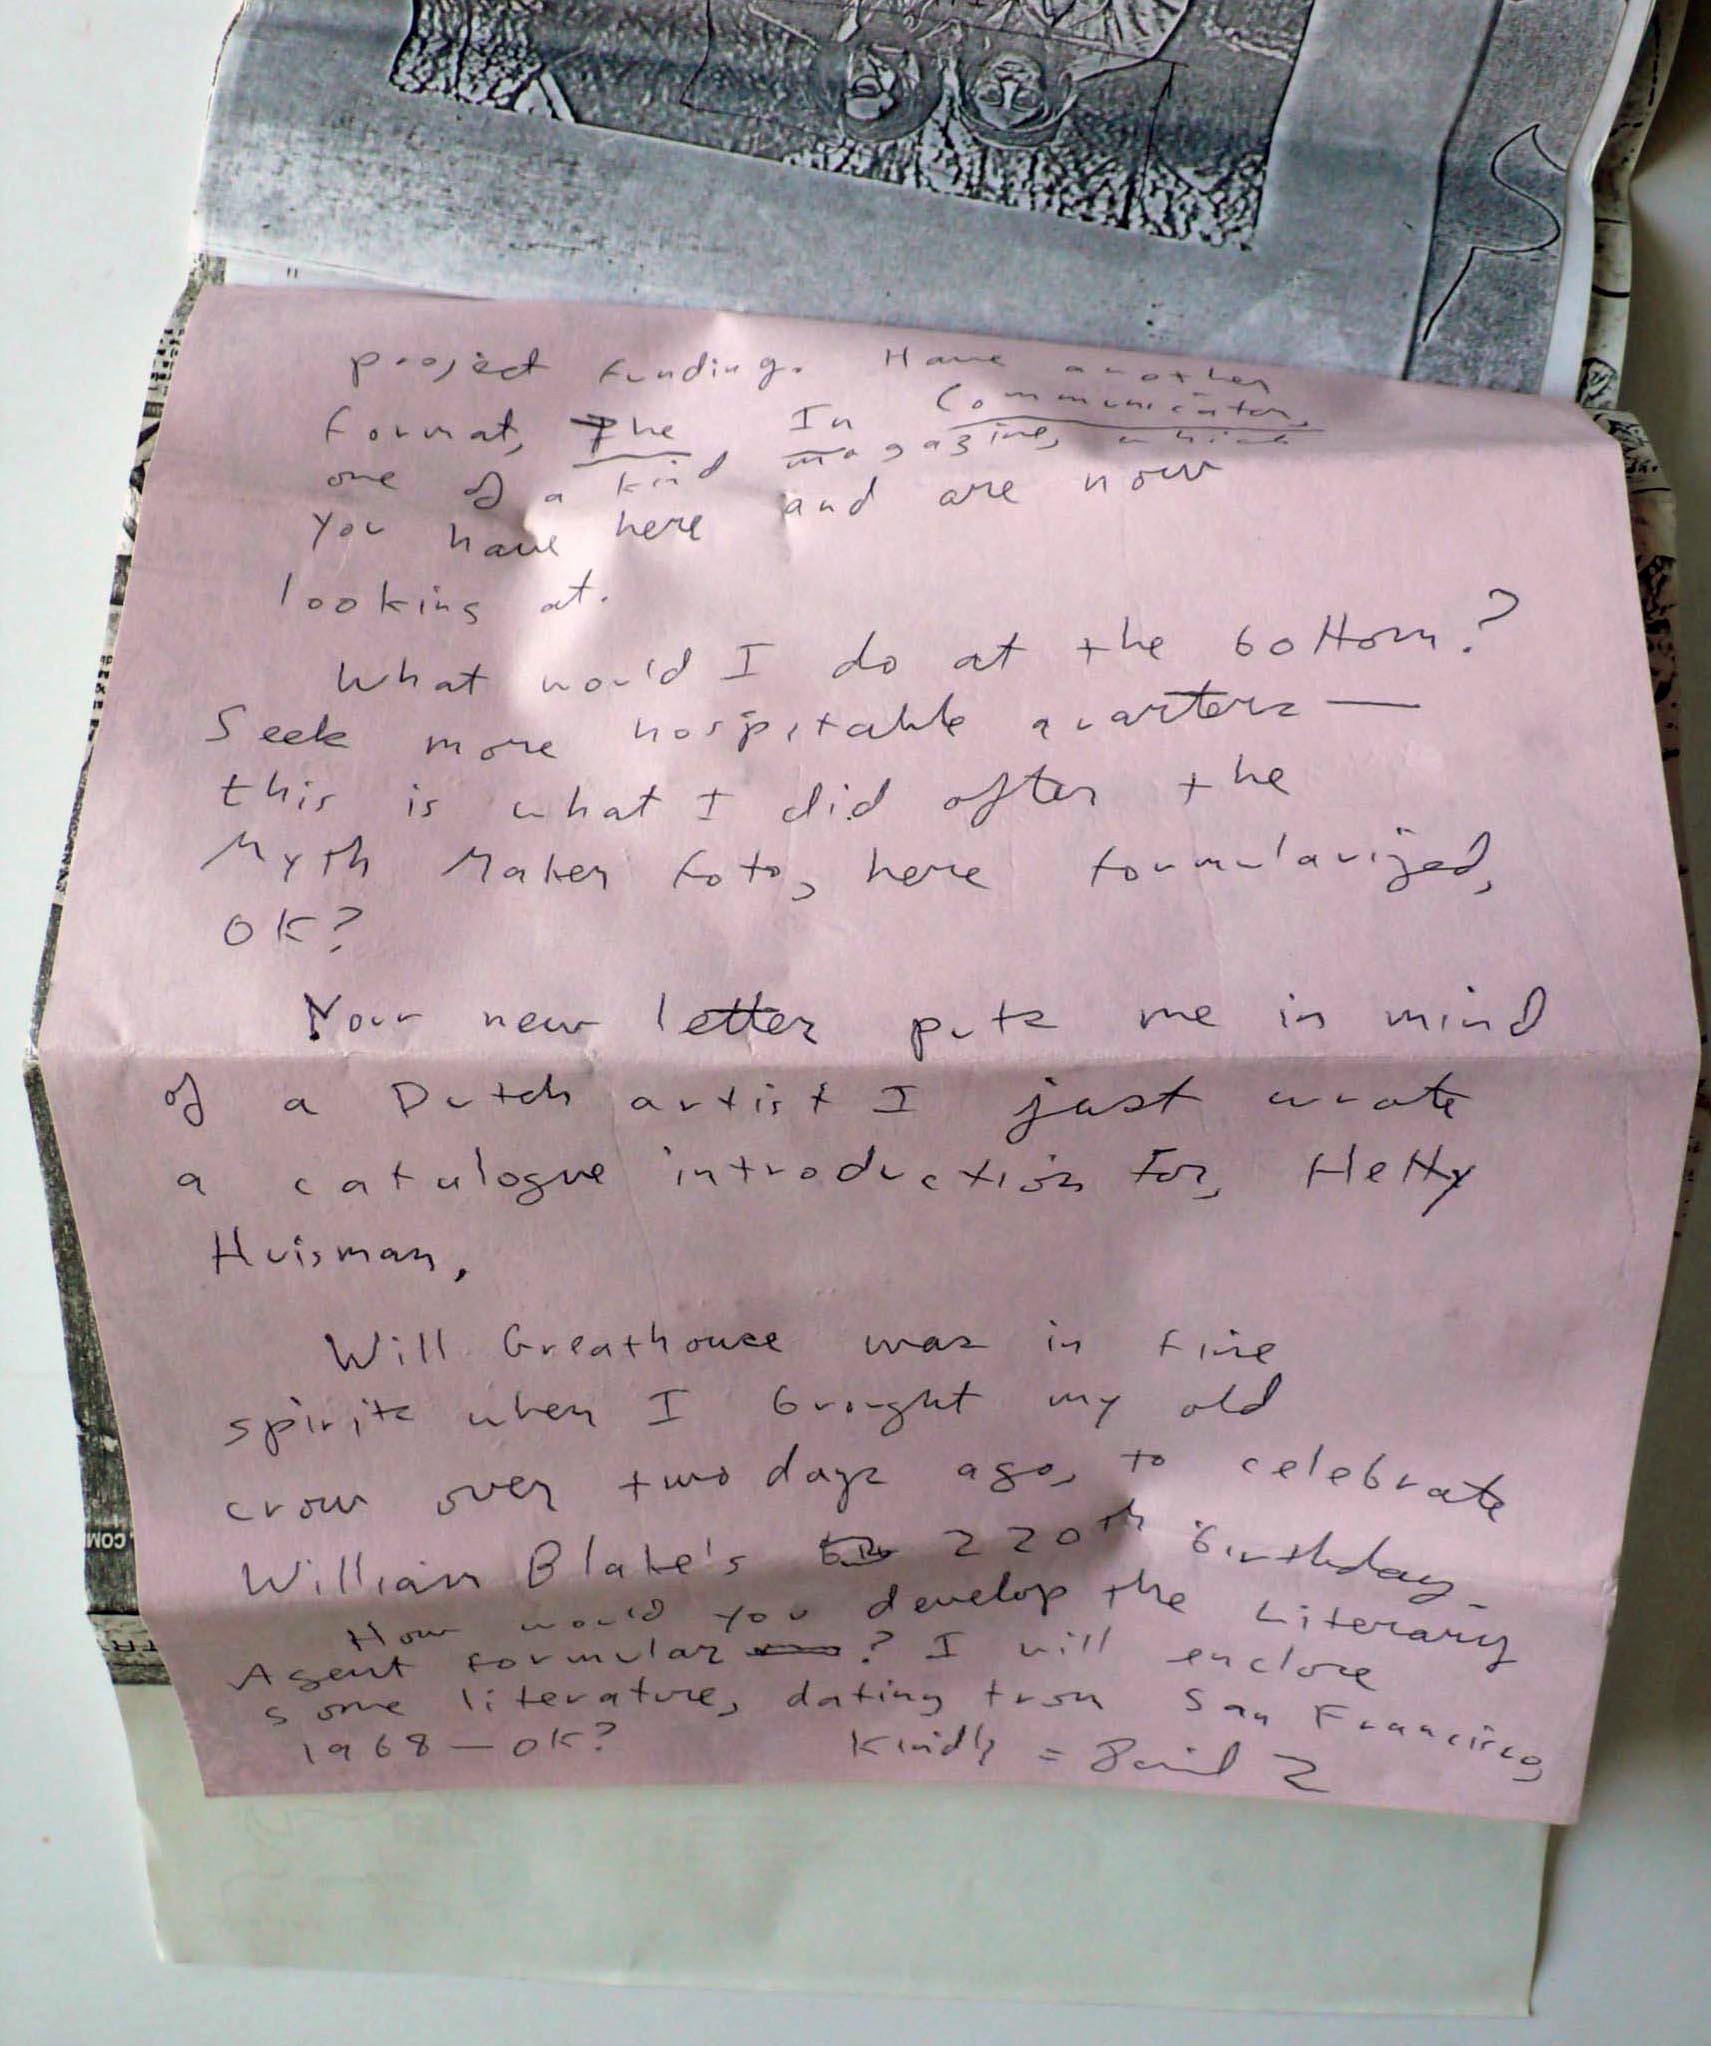 project funding. Have another
format, The In Communicator,
one of a kind magazine, which
you have here and are now
looking at.
What would I do at the bottom?
Seek more hospitable quarters —
this is what I did after the
Myth Maker foto, here formularized,
OK?
Your new letter puts me in mind
of a Dutch artist I just wrote
a catalogue introduction for, Hetty
Huisman.
Will Greathouse was in fine
spirits when I brought my old
crow over two days ago, to celebrate
William Blake's 220th birthday
How would you develop the Literary
Agent formular ? I will enclose
some literature, dating from San Francisco,
1968 — OK?
Kindly =
COM